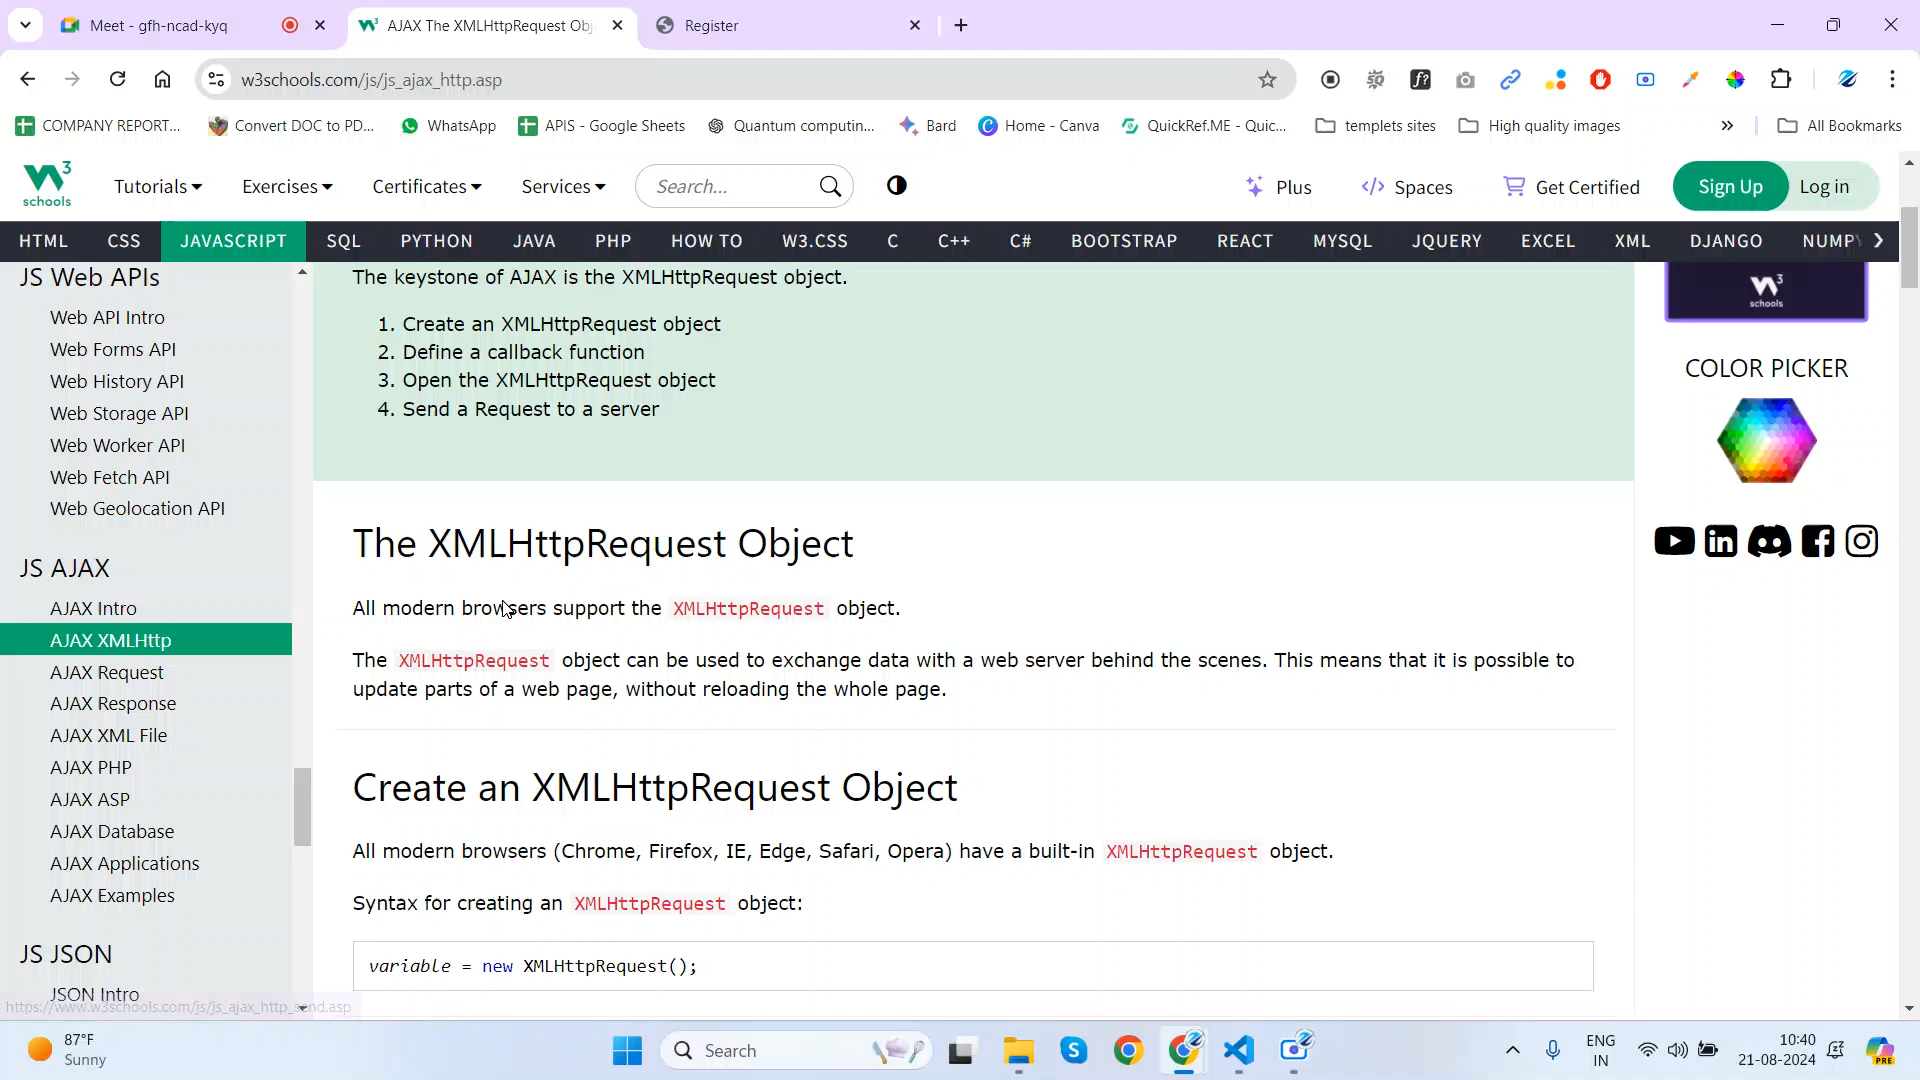 Meet - gfh-ncad-kyq
AJAX The XMLHttpRequest Obj
Register
w3schools.com/js/js_ajax_http.asp
COMPANY REPORT...
Convert DOC to PD...
WhatsApp
APIS - Google Sheets
Quantum computin...
Bard
Home - Canva
QuickRef.ME - Quic...
templets sites
High quality images
All Bookmarks
W3 schools
Tutorials
Exercises
Certificates
Services
Search...
Plus
Spaces
Get Certified
Sign Up
Log in
HTML CSS JAVASCRIPT SQL PYTHON JAVA PHP HOW TO W3.CSS C C++ C# BOOTSTRAP REACT MYSQL JQUERY EXCEL XML DJANGO NUMPY
JS Web APIs
Web API Intro
Web Forms API
Web History API
Web Storage API
Web Worker API
Web Fetch API
Web Geolocation API
JS AJAX
AJAX Intro
AJAX XMLHttp
AJAX Request
AJAX Response
AJAX XML File
AJAX PHP
AJAX ASP
AJAX Database
AJAX Applications
AJAX Examples
JS JSON
JSON Intro
https://www.w3schools.com/js/js_ajax_http_send.asp
The keystone of AJAX is the XMLHttpRequest object.
1. Create an XMLHttpRequest object
2. Define a callback function
3. Open the XMLHttpRequest object
4. Send a Request to a server
The XMLHttpRequest Object
All modern browsers support the XMLHttpRequest object.
The XMLHttpRequest object can be used to exchange data with a web server behind the scenes. This means that it is possible to
update parts of a web page, without reloading the whole page.
Create an XMLHttpRequest Object
All modern browsers (Chrome, Firefox, IE, Edge, Safari, Opera) have a built-in XMLHttpRequest object.
Syntax for creating an XMLHttpRequest object:
variable = new XMLHttpRequest();
W3 schools
COLOR PICKER
87°F
Sunny
Search
ENG
IN
10:40
21-08-2024
PRE